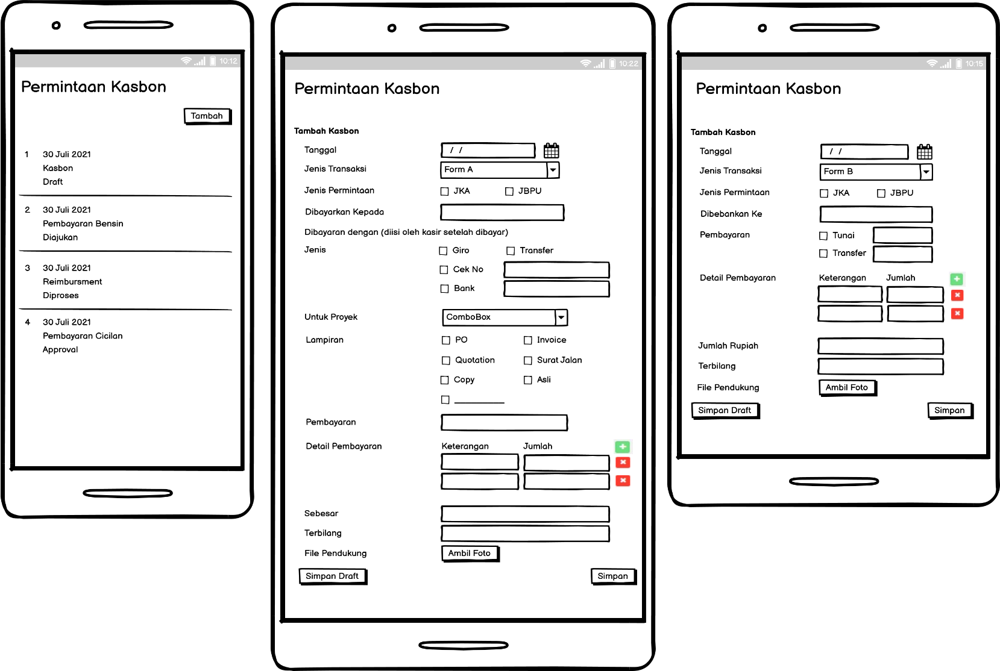 10:12
Permintaan Kasbon
Tambah
1 30 Juli 2021
Kasbon
Draft
2 30 Juli 2021
Pembayaran Bensin
Diajukan
3 30 Juli 2021
Reimbursment
Diproses
4 30 Juli 2021
Pembayaran Cicilan
Approval
10:22
Permintaan Kasbon
Tambah Kasbon
Tanggal / /
Jenis Transaksi Form A
Jenis Permintaan JKA JBPU
Dibayarkan Kepada
Dibayaran dengan (diisi oleh kasir setelah dibayar)
Jenis Giro Transfer
Cek No
Bank
Untuk Proyek ComboBox
Lampiran PO Invoice
Quotation Surat Jalan
Copy Asli
Pembayaran
Detail Pembayaran Keterangan Jumlah
Sebesar
Terbilang
File Pendukung Ambil Foto
Simpan Draft Simpan
10:15
Permintaan Kasbon
Tambah Kasbon
Tanggal / /
Jenis Transaksi Form B
Jenis Permintaan JKA JBPU
Dibebankan Ke
Pembayaran Tunai
Transfer
Detail Pembayaran Keterangan Jumlah
Jumlah Rupiah
Terbilang
File Pendukung Ambil Foto
Simpan Draft Simpan